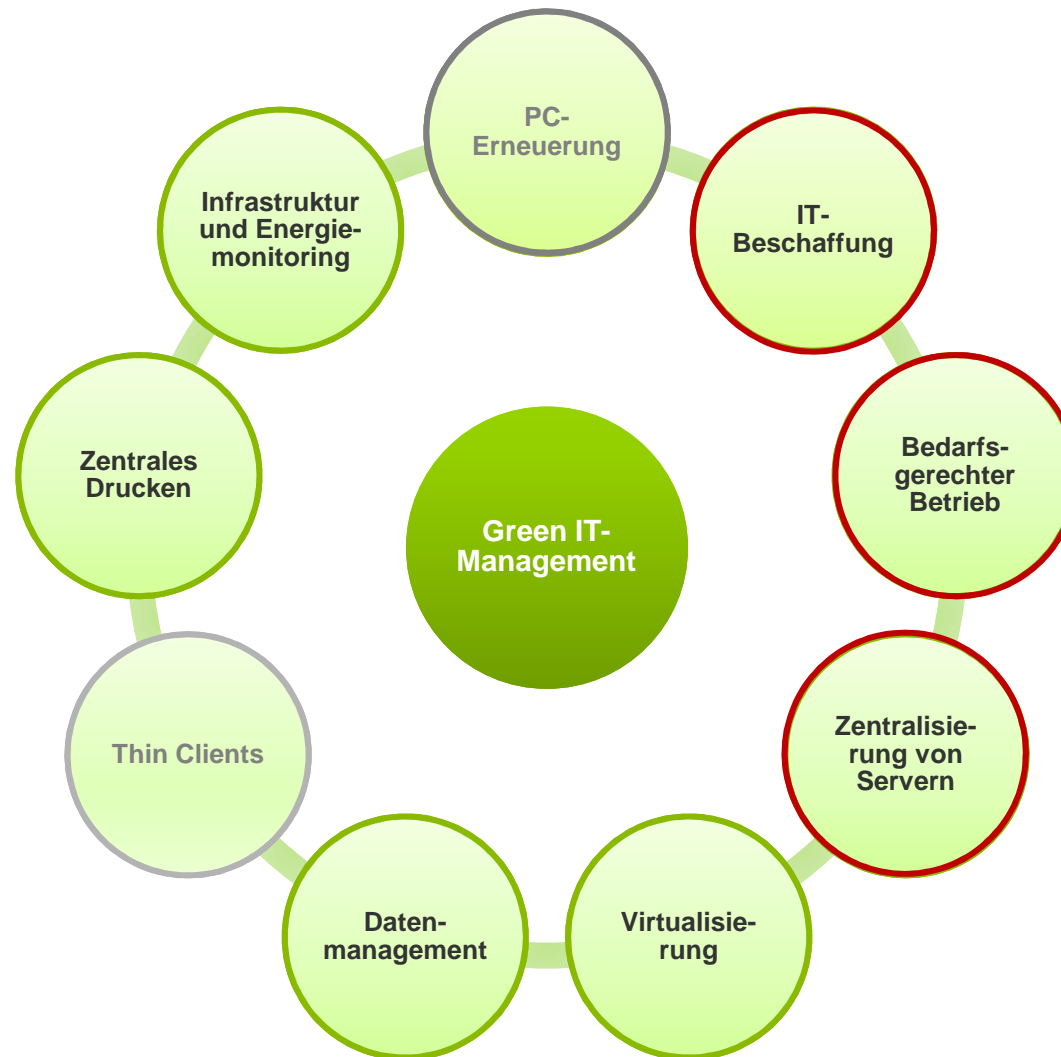 PC-
Erneuerung
IT-
Beschaffung
Bedarfs-
gerechter
Betrieb
Zentralisie-
rung von
Servern
Virtualisie-
rung
Daten-
management
Thin Clients
Zentrales
Drucken
Infrastruktur
und Energie-
monitoring
Green IT-
Management